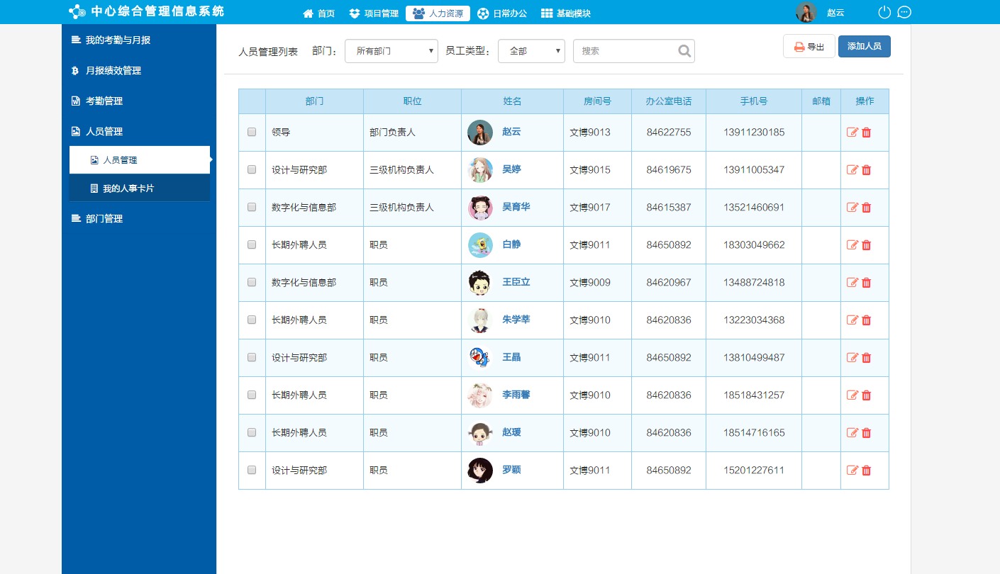 中心综合管理信息系统 首页 项目管理 人力资源 日常办公 基础模块 赵云
我的考勤与月报
月报绩效管理
考勤管理
人员管理
人员管理
我的人事卡片
部门管理
人员管理列表 部门： 所有部门 员工类型： 全部 搜索 导出 添加人员
部门 职位 姓名 房间号 办公室电话 手机号 邮箱 操作
领导 部门负责人 赵云 文博9013 84622755 13911230185
设计与研究部 三级机构负责人 吴婷 文博9015 84619675 13911005347
数字化与信息部 三级机构负责人 吴育华 文博9017 84615387 13521460691
长期外聘人员 职员 白静 文博9011 84650892 18303049662
数字化与信息部 职员 王臣立 文博9009 84620967 13488724818
长期外聘人员 职员 朱学莘 文博9010 84620836 13223034368
设计与研究部 职员 王晶 文博9011 84650892 13810499487
长期外聘人员 职员 李雨馨 文博9010 84620836 18518431257
长期外聘人员 职员 赵瑗 文博9010 84620836 18514716165
设计与研究部 职员 罗颖 文博9011 84650892 15201227611